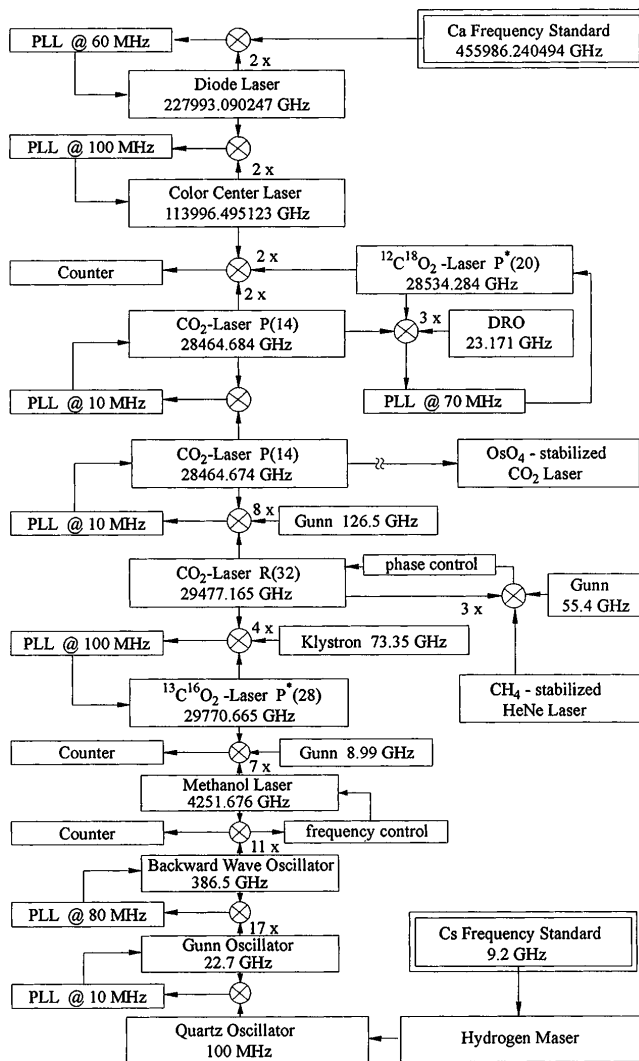 PLL @ 60 MHz
Ca Frequency Standard
455986.240494 GHz
2 x
Diode Laser
227993.090247 GHz
PLL @ 100 MHz
2 x
Color Center Laser
113996.495123 GHz
2 x
Counter
2 x
12C18O2 -Laser P*(20)
28534.284 GHz
CO2-Laser P(14)
28464.684 GHz
3 x
DRO
23.171 GHz
PLL @ 10 MHz
PLL @ 70 MHz
CO2-Laser P(14)
28464.674 GHz
OsO4 - stabilized
CO2 Laser
8 x
PLL @ 10 MHz
Gunn 126.5 GHz
CO2-Laser R(32)
29477.165 GHz
phase control
3 x
Gunn
55.4 GHz
4 x
PLL @ 100 MHz
Klystron 73.35 GHz
13C16O2 -Laser P*(28)
29770.665 GHz
CH4 - stabilized
HeNe Laser
Counter
Gunn 8.99 GHz
7 x
Methanol Laser
4251.676 GHz
Counter
frequency control
11 x
Backward Wave Oscillator
386.5 GHz
PLL @ 80 MHz
17 x
Gunn Oscillator
22.7 GHz
Cs Frequency Standard
9.2 GHz
PLL @ 10 MHz
Quartz Oscillator
100 MHz
Hydrogen Maser